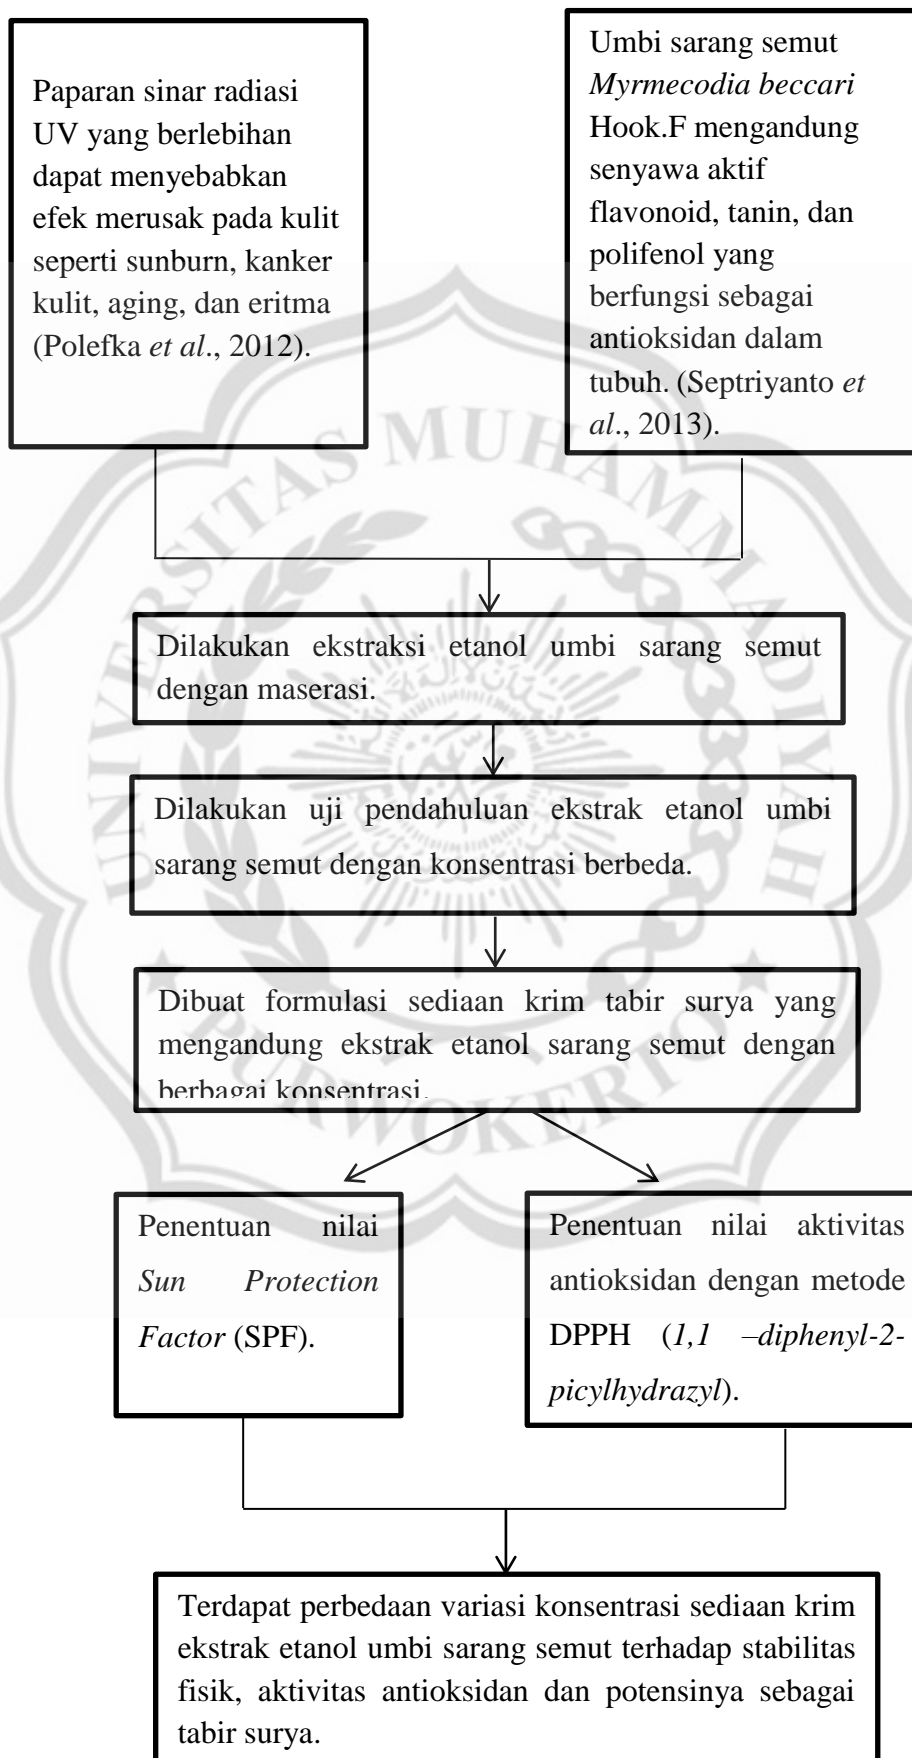 Paparan sinar radiasi
UV yang berlebihan
dapat menyebabkan
efek merusak pada kulit
seperti sunburn, kanker
kulit, aging, dan eritma
(Polefka et al., 2012).
Umbi sarang semut
Myrmecodia beccari
Hook.F mengandung
senyawa aktif
flavonoid, tanin, dan
polifenol yang
berfungsi sebagai
antioksidan dalam
tubuh. (Septriyanto et
al., 2013).
Dilakukan ekstraksi etanol umbi sarang semut
dengan maserasi.
Dilakukan uji pendahuluan ekstrak etanol umbi
sarang semut dengan konsentrasi berbeda.
Dibuat formulasi sediaan krim tabir surya yang
mengandung ekstrak etanol sarang semut dengan
berbagai konsentrasi.
Penentuan nilai
Sun Protection
Factor (SPF).
Penentuan nilai aktivitas
antioksidan dengan metode
DPPH (1,1 –diphenyl-2-
picylhydrazyl).
Terdapat perbedaan variasi konsentrasi sediaan krim
ekstrak etanol umbi sarang semut terhadap stabilitas
fisik, aktivitas antioksidan dan potensinya sebagai
tabir surya.
UNIVERSITAS MUHAMMADIYAH
PURWOKERTO